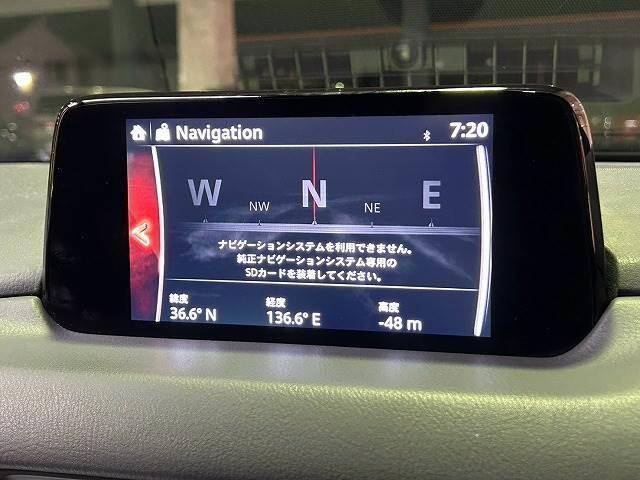 Navigation
7:20
W NW N NE E
ナビゲーションシステムを利用できません。
純正ナビゲーションシステム専用の
SDカードを装着してください。
緯度 経度 高度
36.6° N 136.6° E -48 m